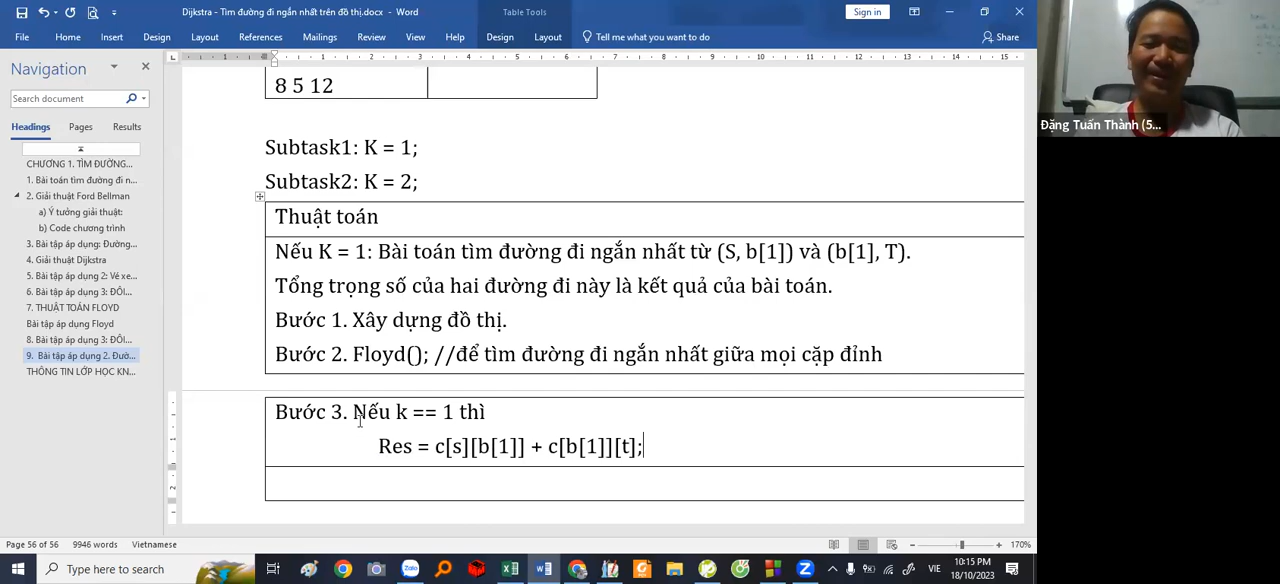 Dijkstra - Tìm đường đi ngắn nhất trên đồ thị.docx - Word
Table Tools
Sign in
File
Home
Insert
Design
Layout
References
Mailings
Review
View
Help
Design
Layout
Tell me what you want to do
Share
Navigation
Search document
Headings
Pages
Results
CHƯƠNG 1. TÌM ĐƯỜNG...
1. Bài toán tìm đường đi n...
2. Giải thuật Ford Bellman
a) Ý tưởng giải thuật:
b) Code chương trình
3. Bài tập áp dụng: Đường...
4. Giải thuật Dijkstra
5. Bài tập áp dụng 2: Vé xe...
6. Bài tập áp dụng 3: ĐỔI...
7. THUẬT TOÁN FLOYD
Bài tập áp dụng Floyd
8. Bài tập áp dụng 3: ĐỔI...
9. Bài tập áp dụng 2. Đườ...
THÔNG TIN LỚP HỌC KN...
8 5 12
Subtask1: K = 1;
Subtask2: K = 2;
Thuật toán
Nếu K = 1: Bài toán tìm đường đi ngắn nhất từ (S, b[1]) và (b[1], T).
Tổng trọng số của hai đường đi này là kết quả của bài toán.
Bước 1. Xây dựng đồ thị.
Bước 2. Floyd(); //để tìm đường đi ngắn nhất giữa mọi cặp đỉnh
Bước 3. Nếu k == 1 thì
Res = c[s][b[1]] + c[b[1]][t];
Đặng Tuấn Thành (5...
Page 56 of 56
9946 words
Vietnamese
170%
Type here to search
VIE
10:15 PM
18/10/2023